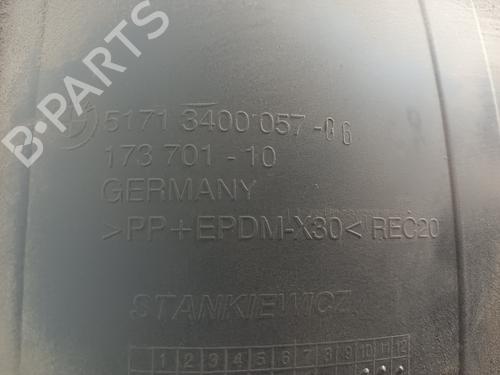 B-PARTS
5171 3400 057-06
173 701-10
GERMANY
>PP+EPDM-X30< REC20
STANKIEWICZ
1 2 3 4 5 6 7 8 9 10 11 12